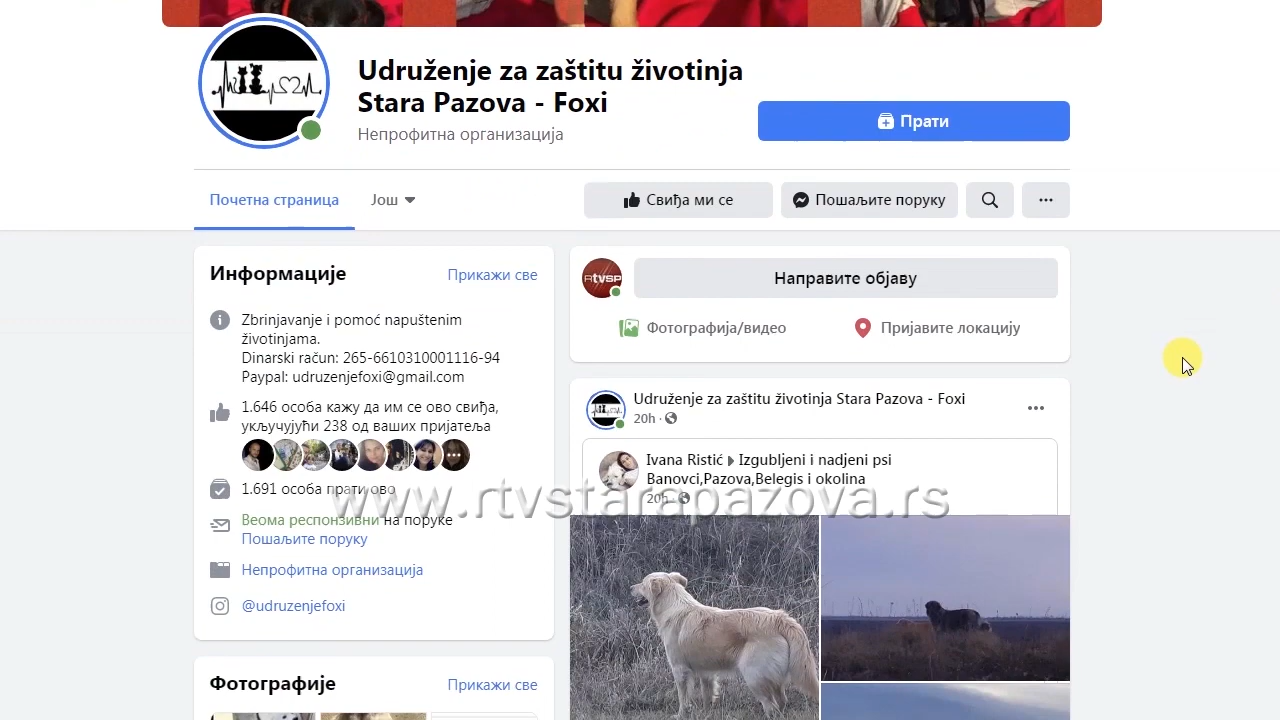 Udruženje za zaštitu životinja
Stara Pazova - Foxi
Непрофитна организација
Прати
Почетна страница
Још
Свиђа ми се
Пошаљите поруку
Информације
Прикажи све
Zbrinjavanje i pomoć napuštenim
životinjama.
Dinarski račun: 265-6610310001116-94
Paypal: udruzenjefoxi@gmail.com
1.646 особа кажу да им се ово свиђа,
укључујући 238 од ваших пријатеља
1.691 особа прати ово
Веома респонзивни на поруке
Пошаљите поруку
Непрофитна организација
@udruzenjefoxi
Фотографије
Прикажи све
RTVSP
Направите објаву
Фотографија/видео
Пријавите локацију
Udruženje za zaštitu životinja Stara Pazova - Foxi
20h ·
Ivana Ristić ▸ Izgubljeni i nadjeni psi
Banovci,Pazova,Belegis i okolina
20h ·
www.rtvstarapazova.rs